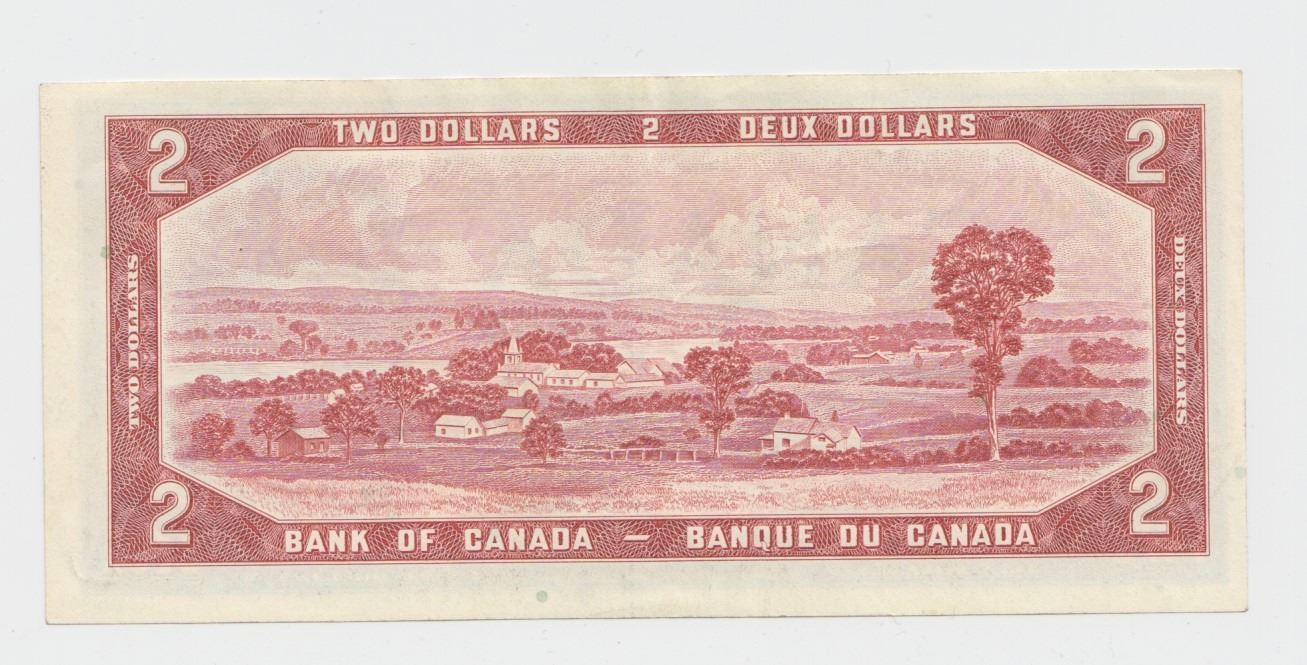 2 TWO DOLLARS 2 DEUX DOLLARS 2
TWO DOLLARS
DEUX DOLLARS
2 BANK OF CANADA — BANQUE DU CANADA 2